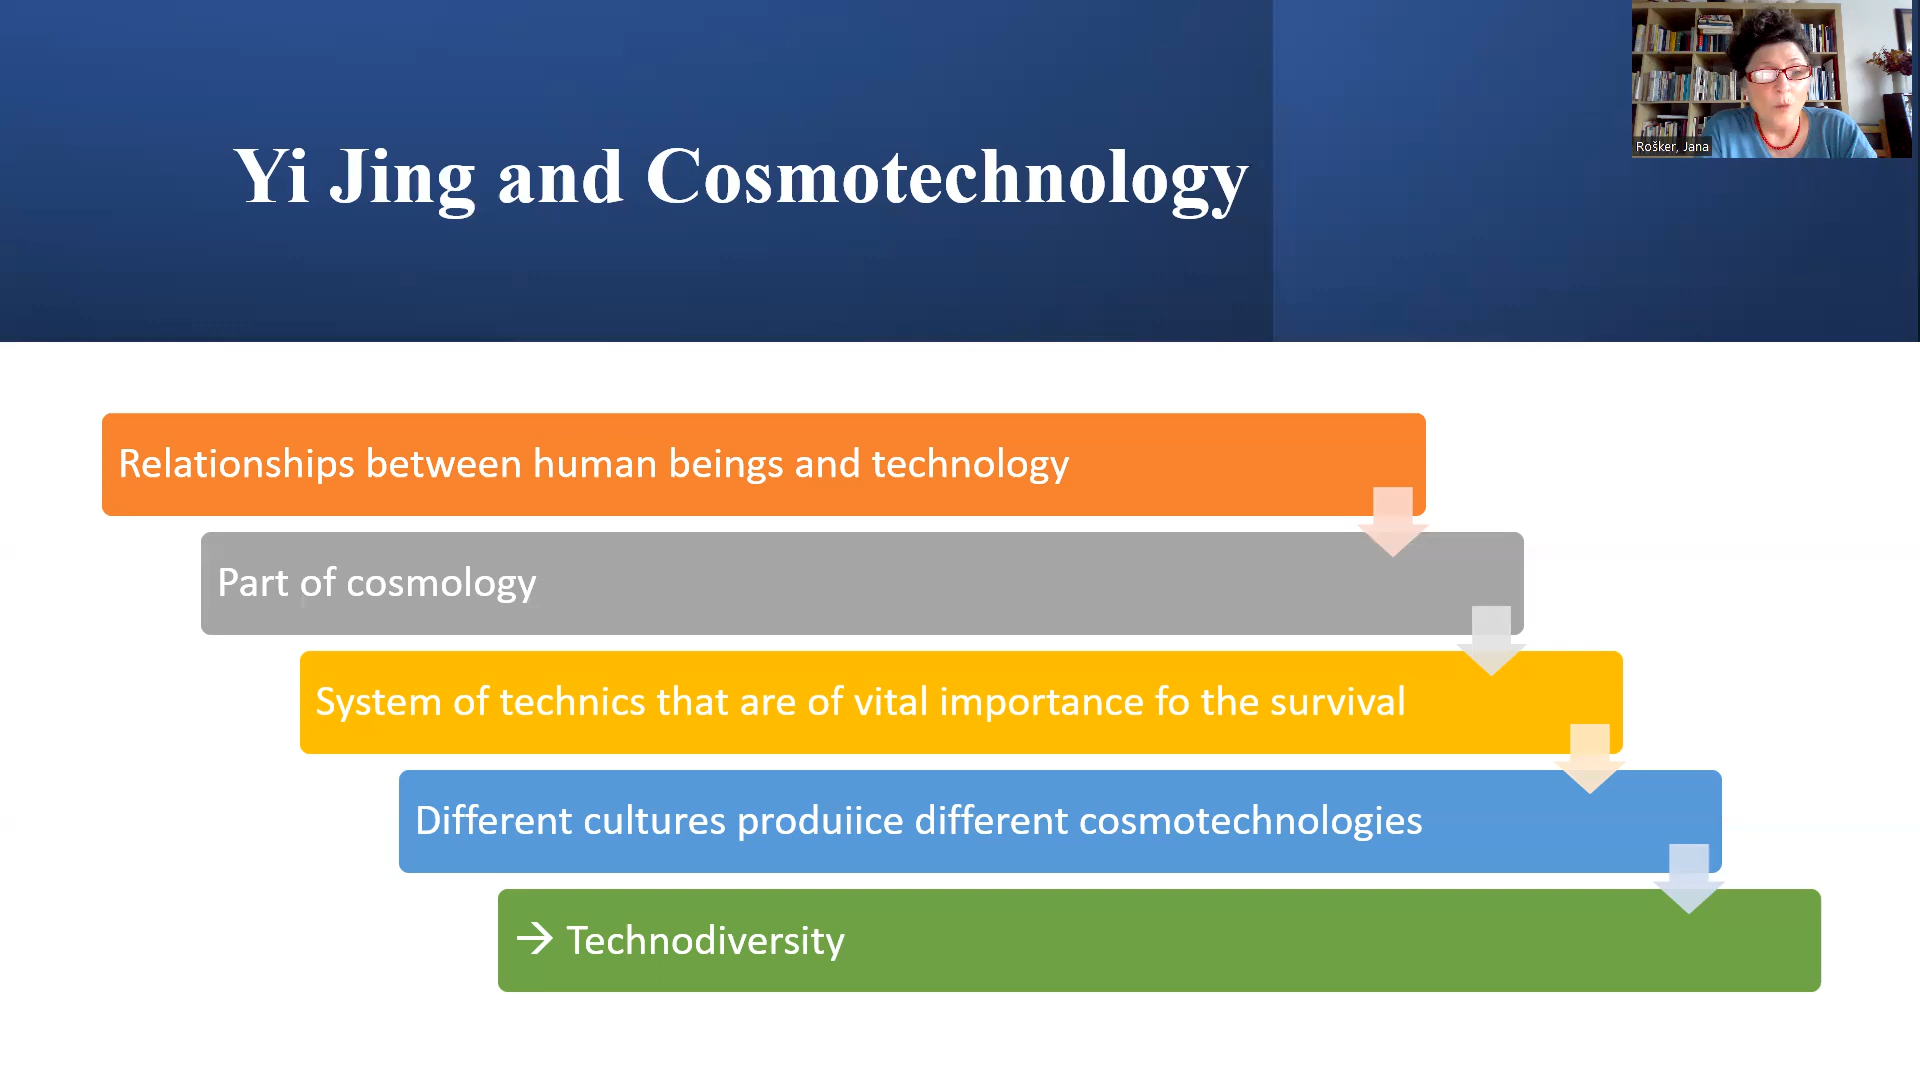 Yi Jing and Cosmotechnology
Rošker, Jana
Relationships between human beings and technology
Part of cosmology
System of technics that are of vital importance fo the survival
Different cultures produiice different cosmotechnologies
→ Technodiversity